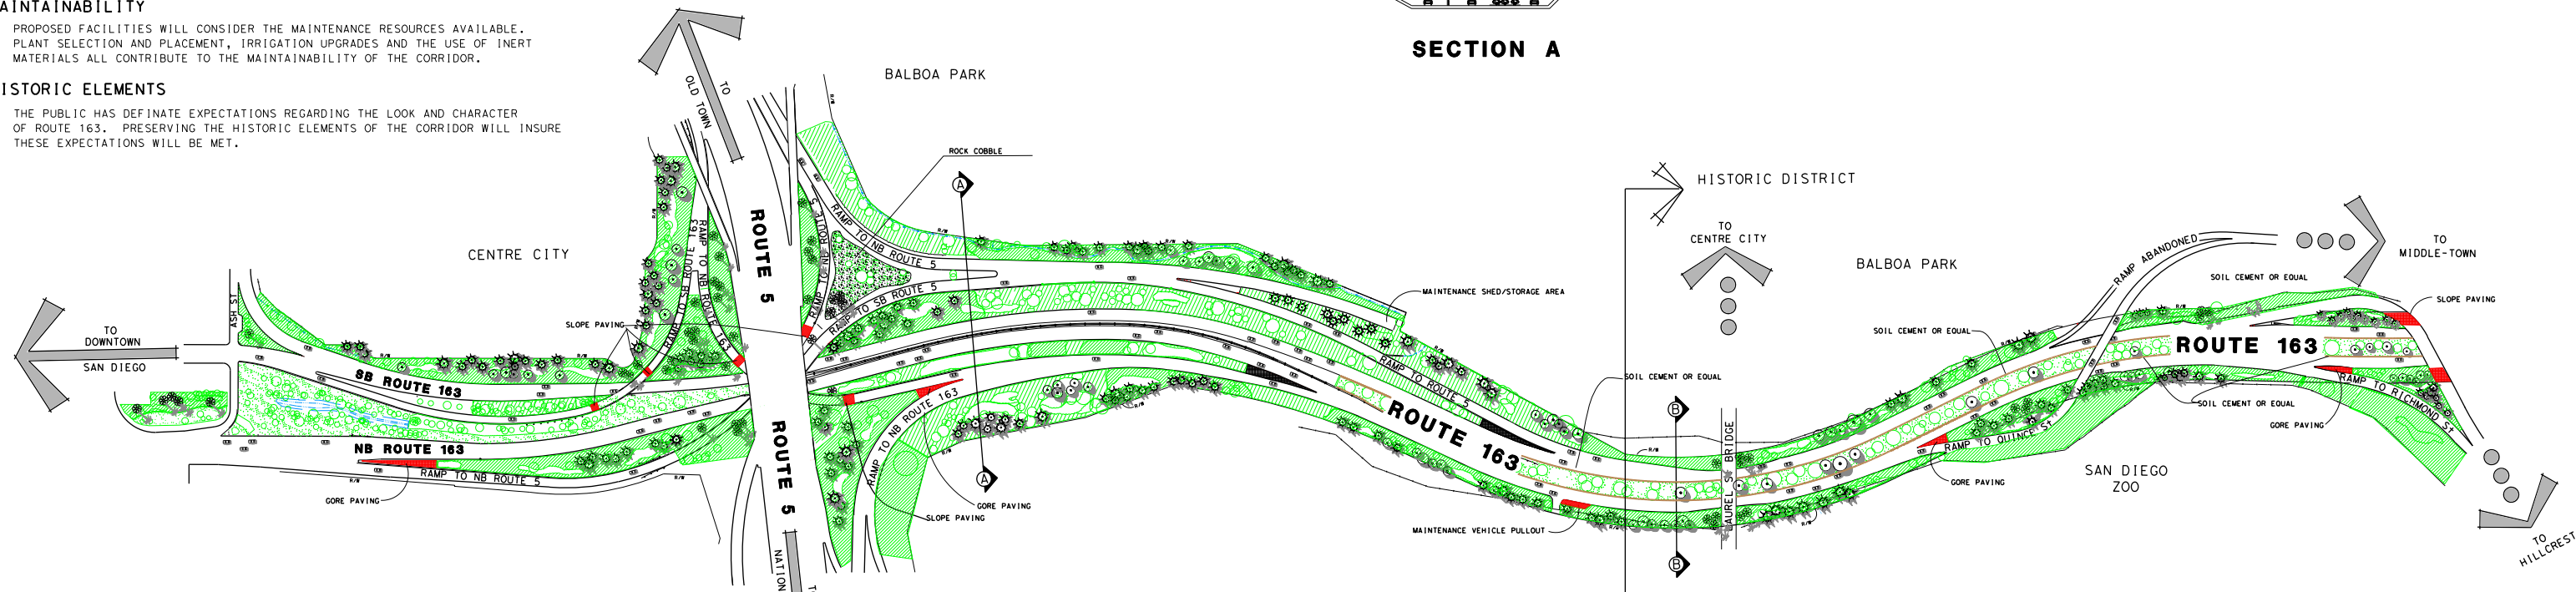 AINTAINABILITY
PROPOSED FACILITIES WILL CONSIDER THE MAINTENANCE RESOURCES AVAILABLE.
PLANT SELECTION AND PLACEMENT, IRRIGATION UPGRADES AND THE USE OF INERT
MATERIALS ALL CONTRIBUTE TO THE MAINTAINABILITY OF THE CORRIDOR.
ISTORIC ELEMENTS
THE PUBLIC HAS DEFINATE EXPECTATIONS REGARDING THE LOOK AND CHARACTER
OF ROUTE 163. PRESERVING THE HISTORIC ELEMENTS OF THE CORRIDOR WILL INSURE
THESE EXPECTATIONS WILL BE MET.
SECTION A
TO
OLD TOWN
BALBOA PARK
ROCK COBBLE
A
HISTORIC DISTRICT
TO
CENTRE CITY
BALBOA PARK
RAMP ABANDONED
TO
MIDDLE-TOWN
SOIL CEMENT OR EQUAL
SLOPE PAVING
CENTRE CITY
ROUTE 5
RAMP TO NB ROUTE 5
RAMP TO NB ROUTE 5
RAMP TO SB ROUTE 5
RAMP TO SB ROUTE 163
RAMP TO NB ROUTE 163
MAINTENANCE SHED/STORAGE AREA
SOIL CEMENT OR EQUAL
ASH ST
SLOPE PAVING
TO
DOWNTOWN
SAN DIEGO
SB ROUTE 163
RAMP TO ROUTE 5
SOIL CEMENT OR EQUAL
ROUTE 163
RAMP TO RICHMOND St
SOIL CEMENT OR EQUAL
GORE PAVING
ROUTE 163
B
LAUREL St BRIDGE
RAMP TO QUINCE St
NB ROUTE 163
RAMP TO NB ROUTE 5
GORE PAVING
ROUTE 5
RAMP TO NB ROUTE 163
A
GORE PAVING
SLOPE PAVING
MAINTENANCE VEHICLE PULLOUT
GORE PAVING
SAN DIEGO
ZOO
B
NATION
TO
HILLCREST
R/W